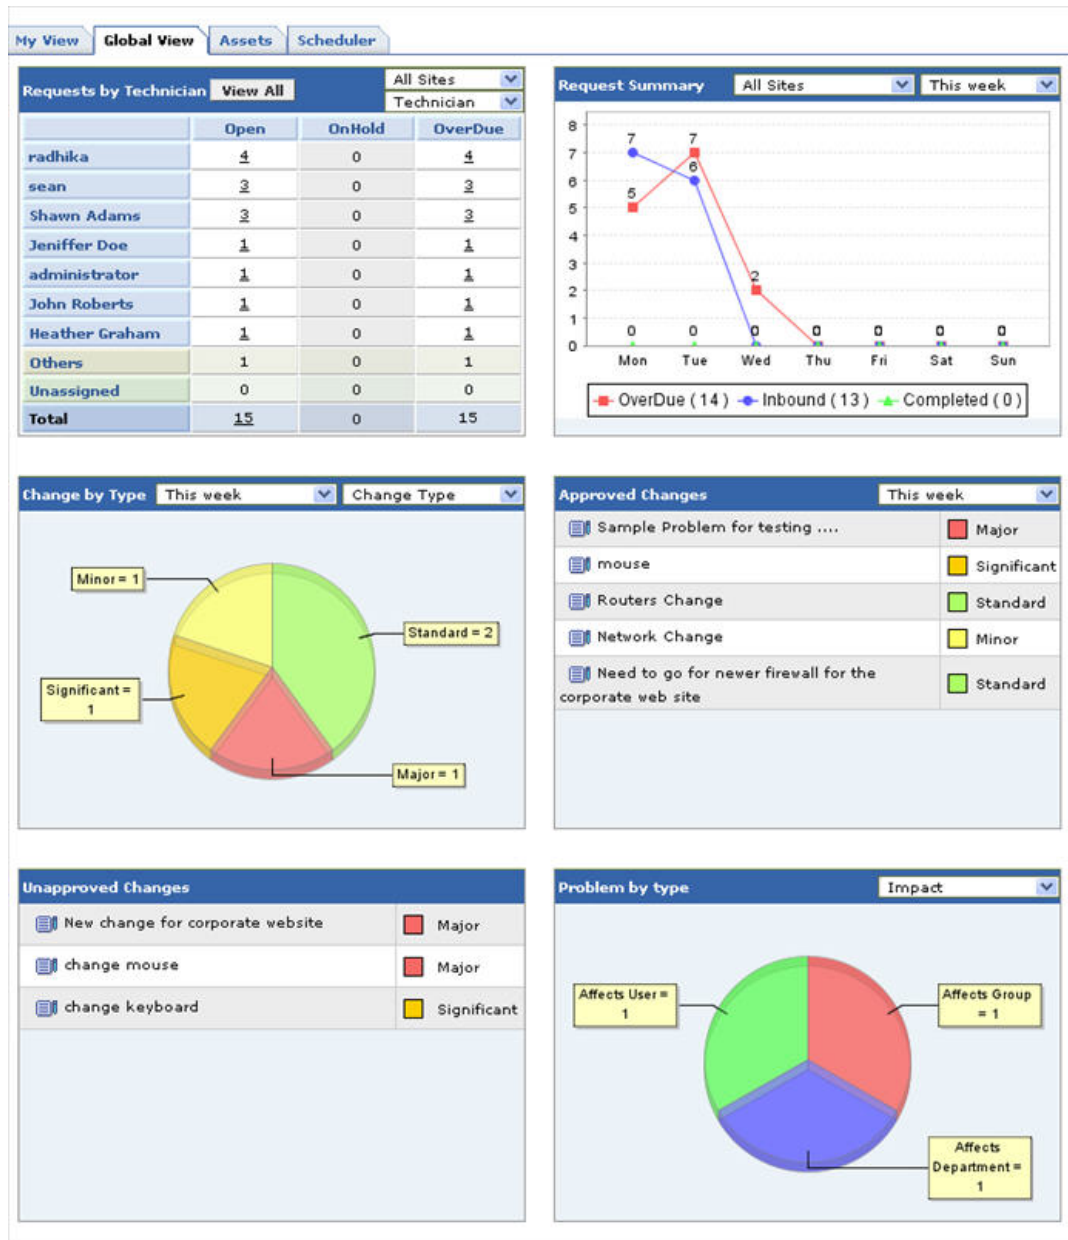 My View Global View Assets Scheduler
Requests by Technician View All All Sites
Technician
Open OnHold OverDue
radhika 4 0 4
sean 3 0 3
Shawn Adams 3 0 3
Jeniffer Doe 1 0 1
administrator 1 0 1
John Roberts 1 0 1
Heather Graham 1 0 1
Others 1 0 1
Unassigned 0 0 0
Total 15 0 15
Request Summary All Sites This week
8
7
6
5
4
3
2
1
0
7 7
6
5
2
0 0 0 0 0 0 0
Mon Tue Wed Thu Fri Sat Sun
OverDue ( 14 ) Inbound ( 13 ) Completed ( 0 )
Change by Type This week Change Type
Minor = 1
Standard = 2
Significant =
1
Major = 1
Approved Changes This week
Sample Problem for testing .... Major
mouse Significant
Routers Change Standard
Network Change Minor
Need to go for newer firewall for the
corporate web site Standard
Unapproved Changes
New change for corporate website Major
change mouse Major
change keyboard Significant
Problem by type Impact
Affects User =
1
Affects Group
= 1
Affects
Department =
1